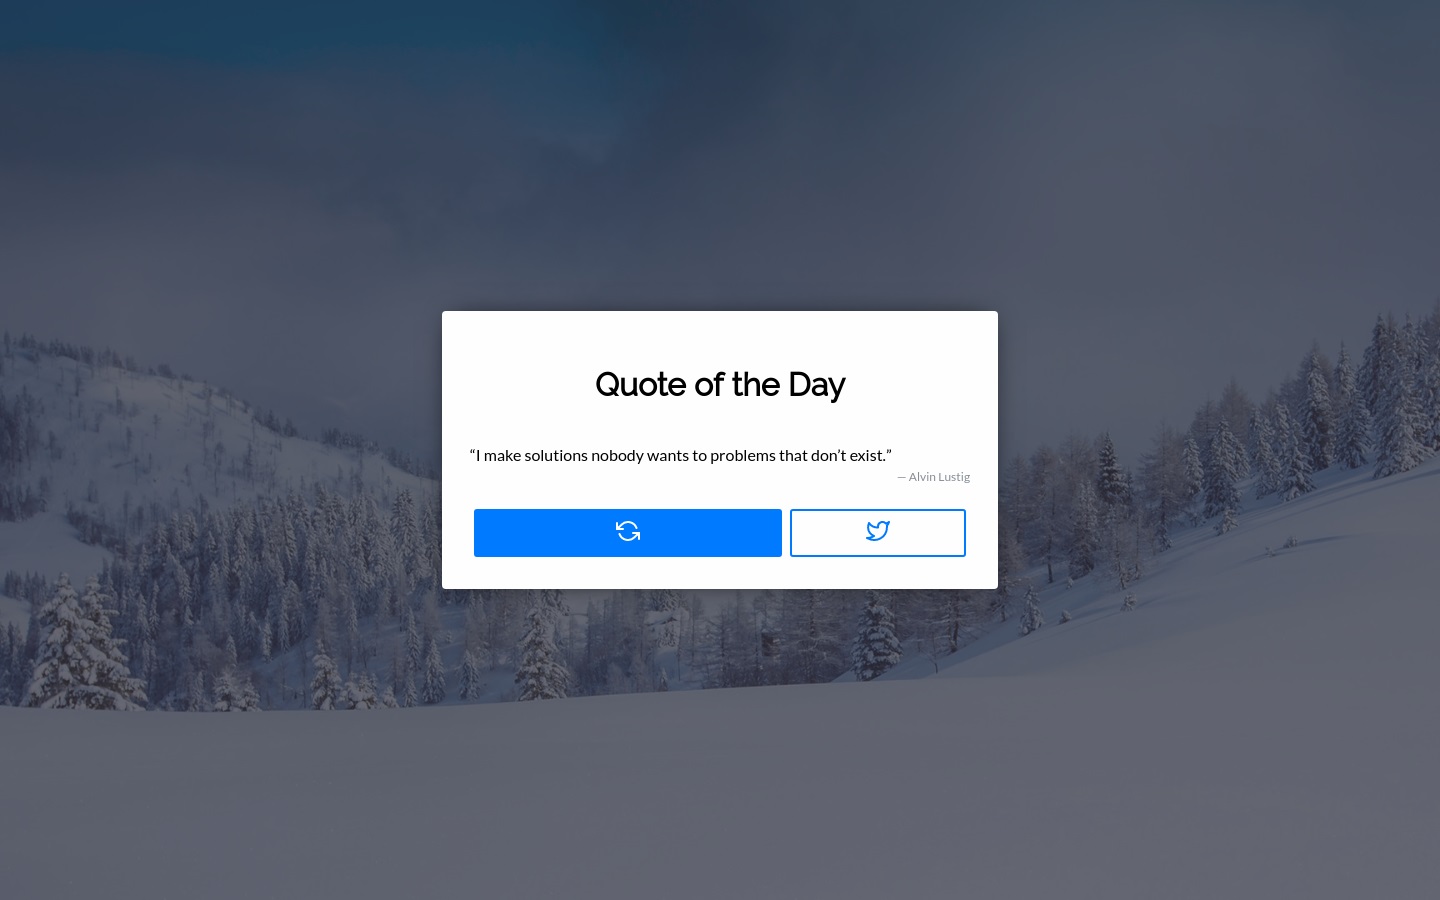 Quote of the Day
“I make solutions nobody wants to problems that don’t exist.”
— Alvin Lustig